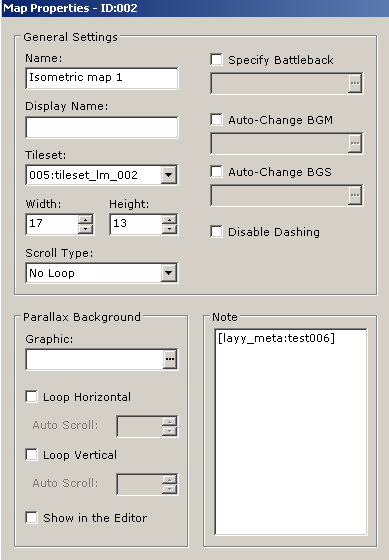 Map Properties - ID:002
General Settings
Name:
Isometric map 1
Display Name:
Tileset:
005:tileset_lm_002
Width:
Height:
17
13
Scroll Type:
No Loop
Specify Battleback
...
Auto-Change BGM
...
Auto-Change BGS
...
Disable Dashing
Parallax Background
Graphic:
...
Loop Horizontal
Auto Scroll:
Loop Vertical
Auto Scroll:
Show in the Editor
Note
[layy_meta:test006]